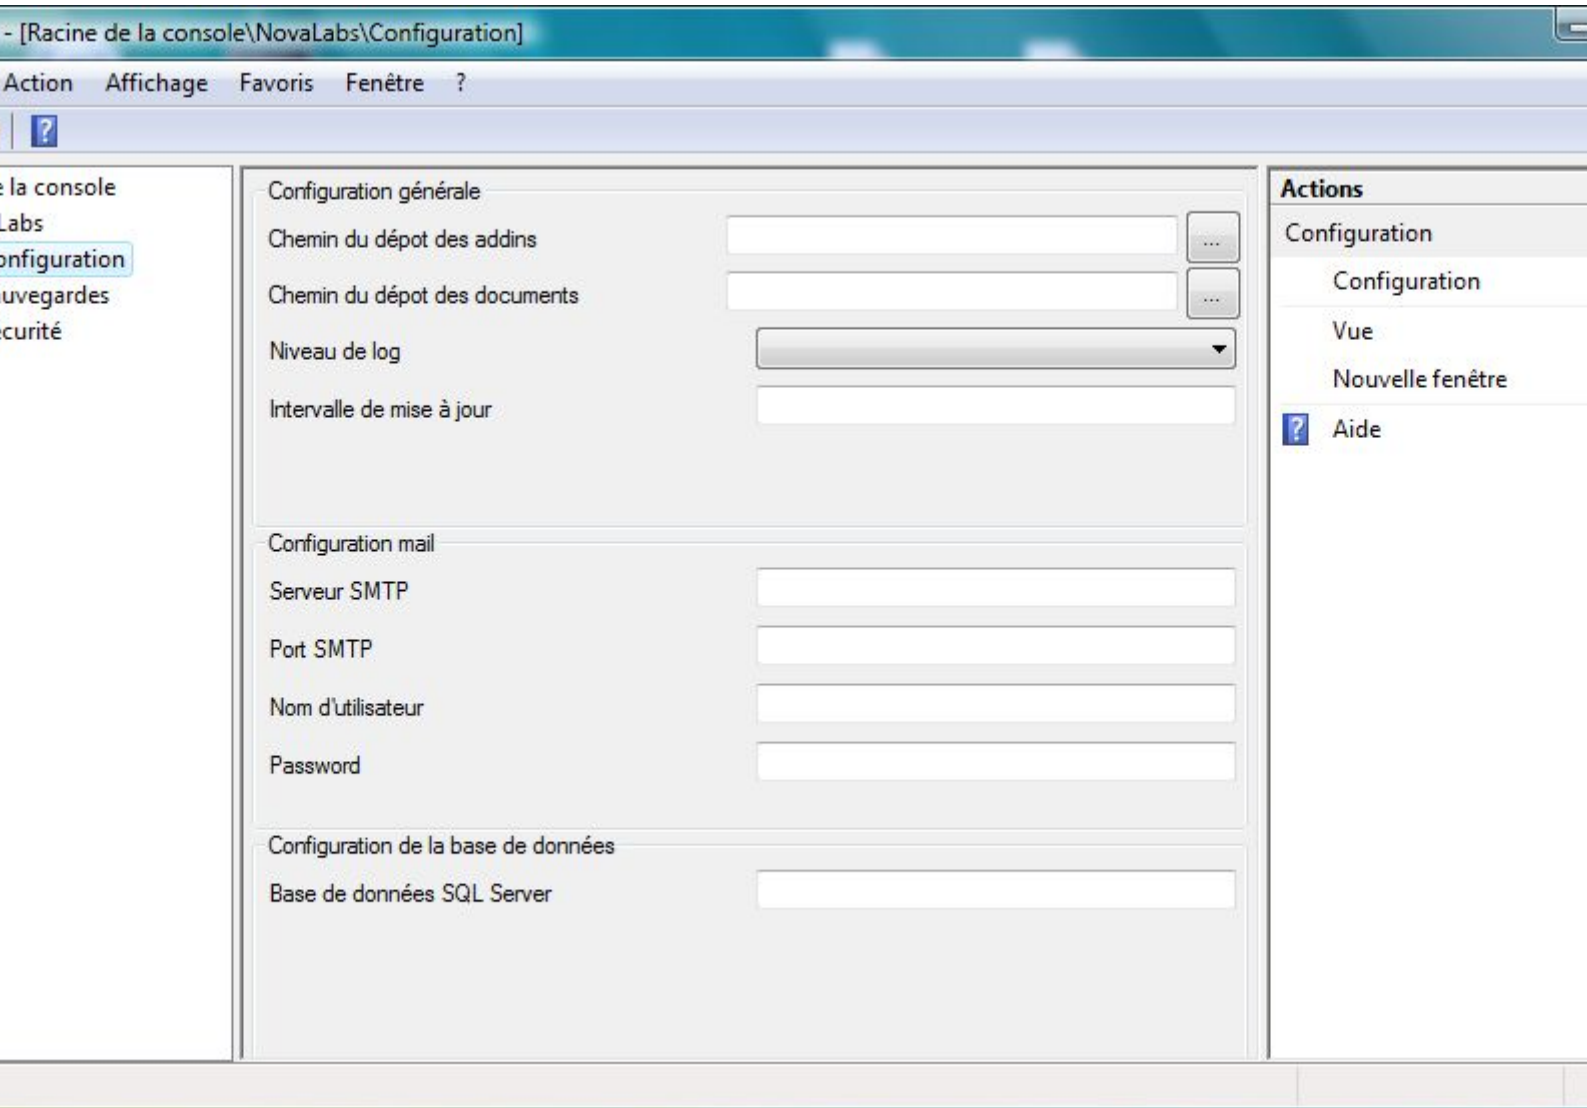 - [Racine de la console\NovaLabs\Configuration]
Action Affichage Favoris Fenêtre ?
la console
Labs
onfiguration
uvegardes
curité
Configuration générale
Chemin du dépot des addins ...
Chemin du dépot des documents ...
Niveau de log
Intervalle de mise à jour
Configuration mail
Serveur SMTP
Port SMTP
Nom d'utilisateur
Password
Configuration de la base de données
Base de données SQL Server
Actions
Configuration
Configuration
Vue
Nouvelle fenêtre
? Aide